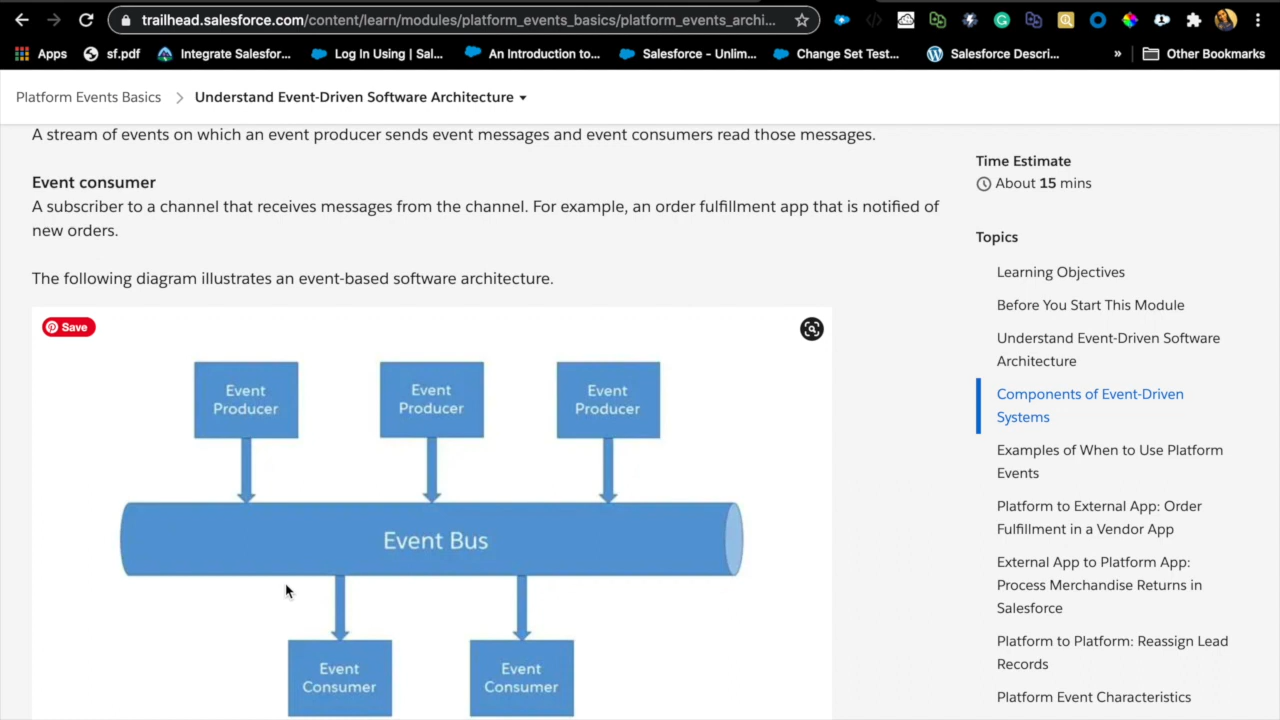 trailhead.salesforce.com/content/learn/modules/platform_events_basics/platform_events_archi...
Apps
sf.pdf
Integrate Salesfor...
Log In Using | Sal...
An Introduction to...
Salesforce - Unlim...
Change Set Test...
Salesforce Descri...
»
Other Bookmarks
Platform Events Basics
Understand Event-Driven Software Architecture
A stream of events on which an event producer sends event messages and event consumers read those messages.
Event consumer
A subscriber to a channel that receives messages from the channel. For example, an order fulfillment app that is notified of
new orders.
The following diagram illustrates an event-based software architecture.
Save
Event
Producer
Event
Producer
Event
Producer
Event Bus
Event
Consumer
Event
Consumer
Time Estimate
About 15 mins
Topics
Learning Objectives
Before You Start This Module
Understand Event-Driven Software
Architecture
Components of Event-Driven
Systems
Examples of When to Use Platform
Events
Platform to External App: Order
Fulfillment in a Vendor App
External App to Platform App:
Process Merchandise Returns in
Salesforce
Platform to Platform: Reassign Lead
Records
Platform Event Characteristics